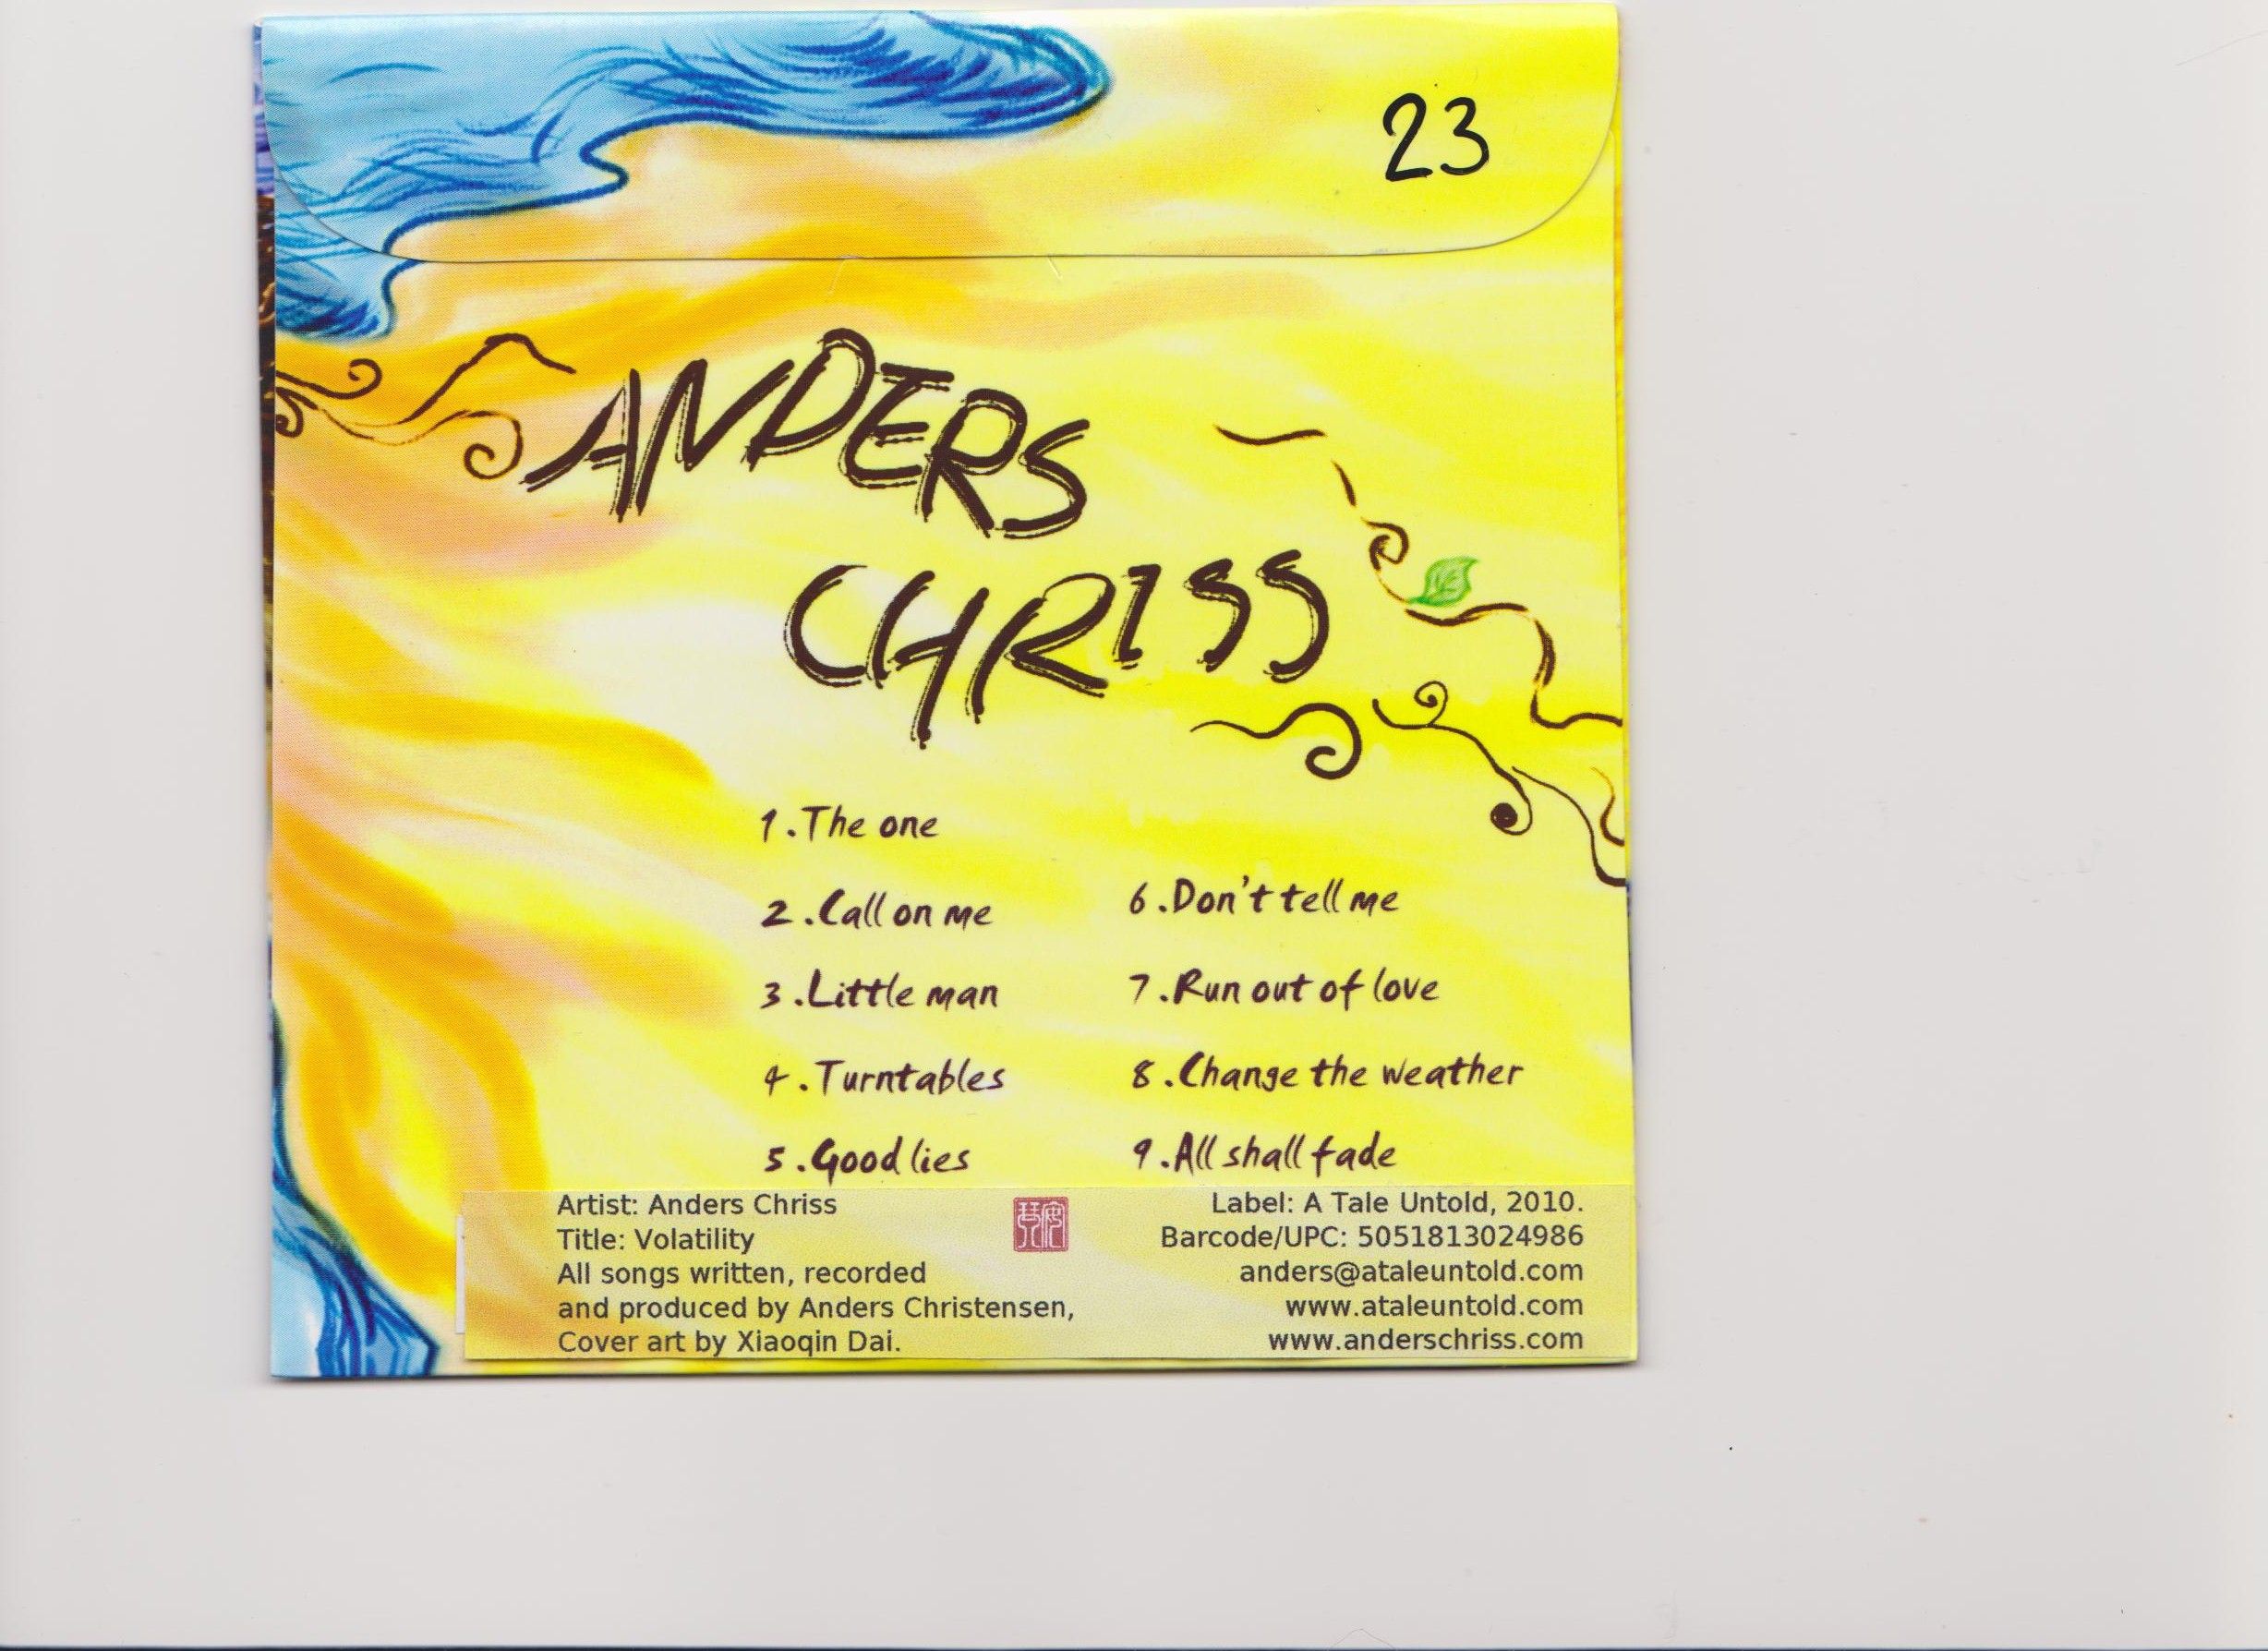 23
ANDERS
CHRISS
1.The one
2.Call on me
3.Little man
4.Turntables
5.Good lies
6.Don't tell me
7.Run out of love
8.Change the weather
9.All shall fade
Artist: Anders Chriss
Title: Volatility
All songs written, recorded
and produced by Anders Christensen,
Cover art by Xiaoqin Dai.
Label: A Tale Untold, 2010.
Barcode/UPC: 5051813024986
anders@ataleuntold.com
www.ataleuntold.com
www.anderschriss.com